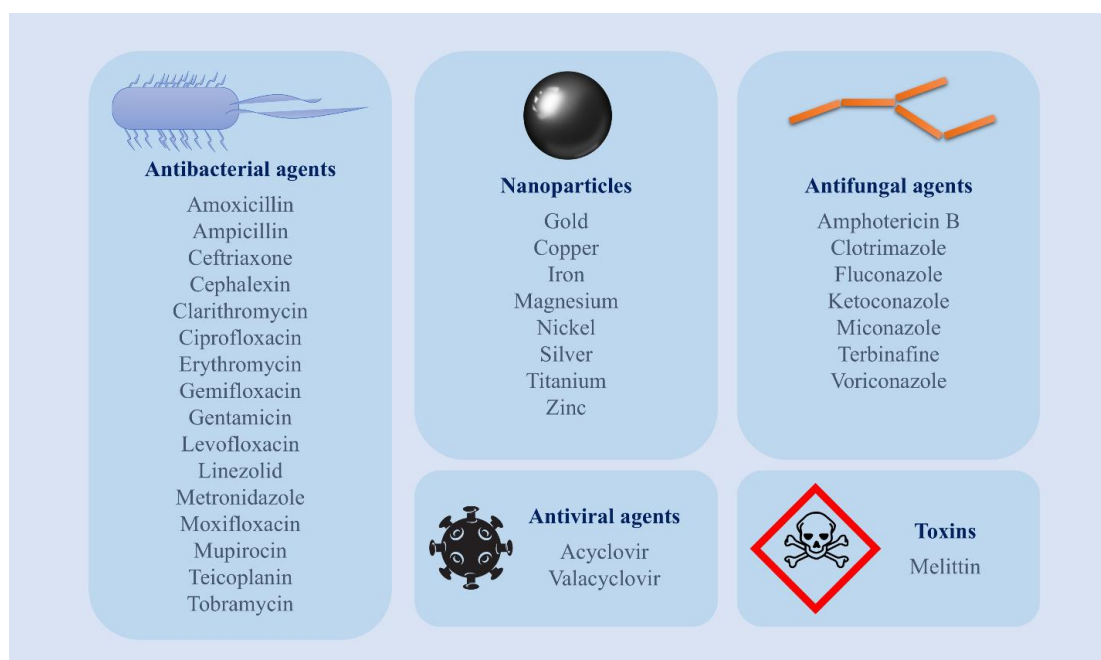 Antibacterial agents
Amoxicillin
Ampicillin
Ceftriaxone
Cephalexin
Clarithromycin
Ciprofloxacin
Erythromycin
Gemifloxacin
Gentamicin
Levofloxacin
Linezolid
Metronidazole
Moxifloxacin
Mupirocin
Teicoplanin
Tobramycin
Nanoparticles
Gold
Copper
Iron
Magnesium
Nickel
Silver
Titanium
Zinc
Antifungal agents
Amphotericin B
Clotrimazole
Fluconazole
Ketoconazole
Miconazole
Terbinafine
Voriconazole
Antiviral agents
Acyclovir
Valacyclovir
Toxins
Melittin